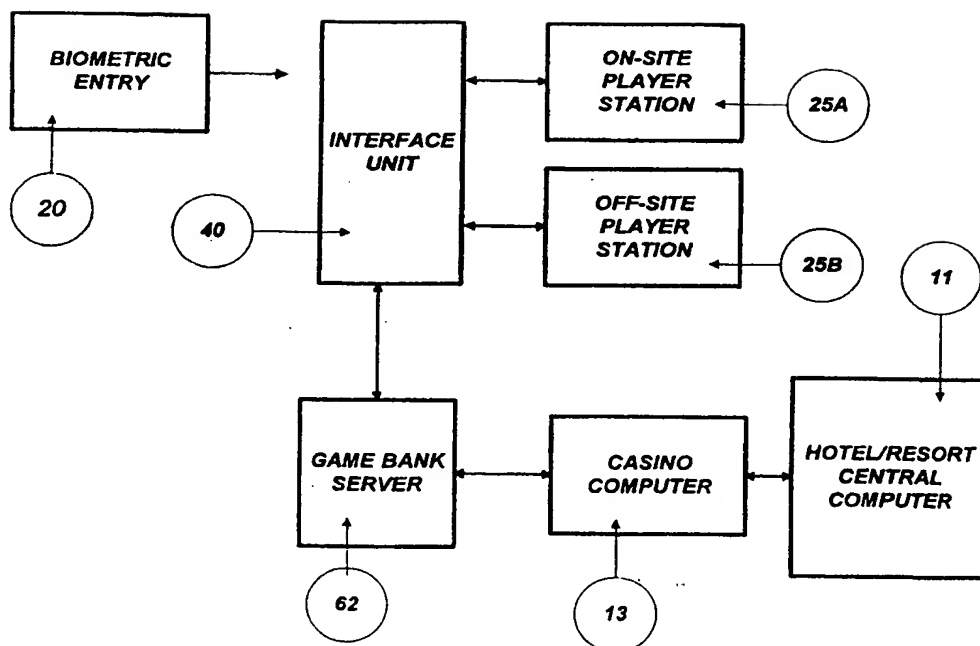 BIOMETRIC
ENTRY
20
INTERFACE
UNIT
40
ON-SITE
PLAYER
STATION
25A
OFF-SITE
PLAYER
STATION
25B
11
GAME BANK
SERVER
62
CASINO
COMPUTER
13
HOTEL/RESORT
CENTRAL
COMPUTER